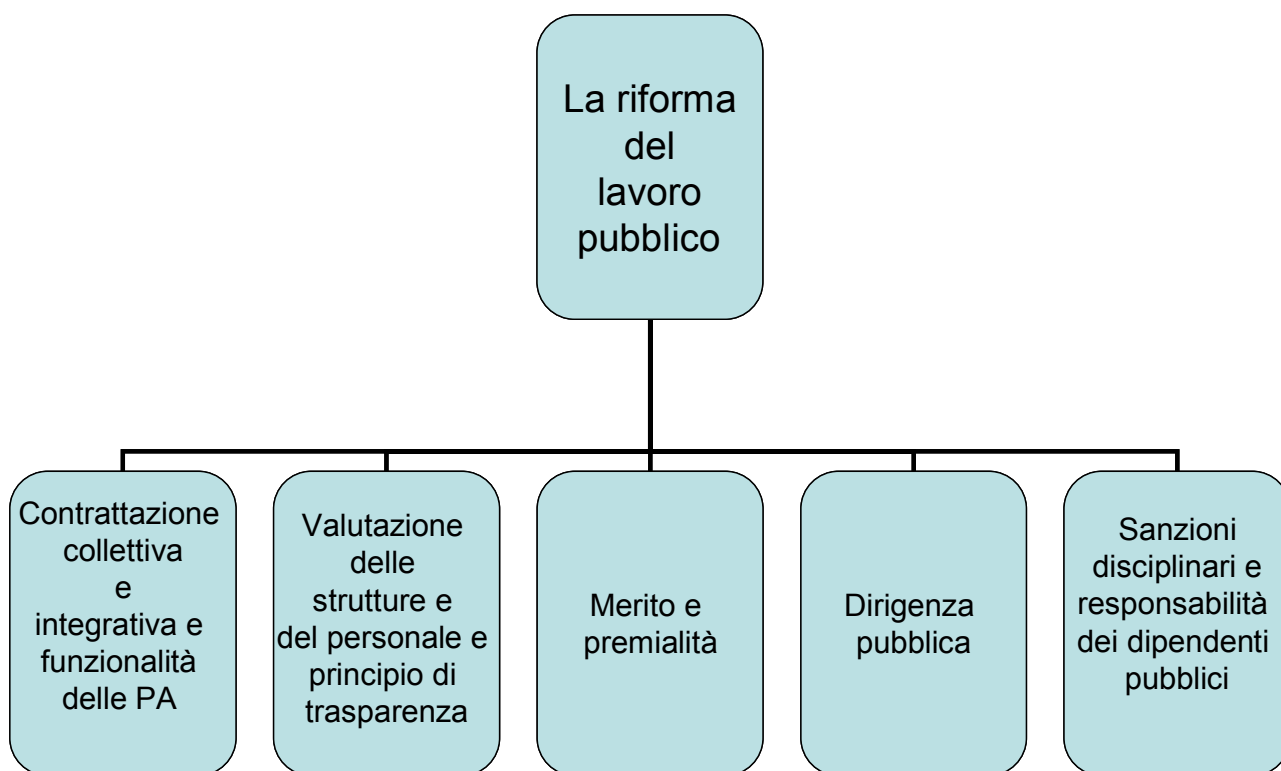 La riforma
del
lavoro
pubblico
Contrattazione
collettiva
e
integrativa e
funzionalità
delle PA
Valutazione
delle
strutture e
del personale e
principio di
trasparenza
Merito e
premialità
Dirigenza
pubblica
Sanzioni
disciplinari e
responsabilità
dei dipendenti
pubblici